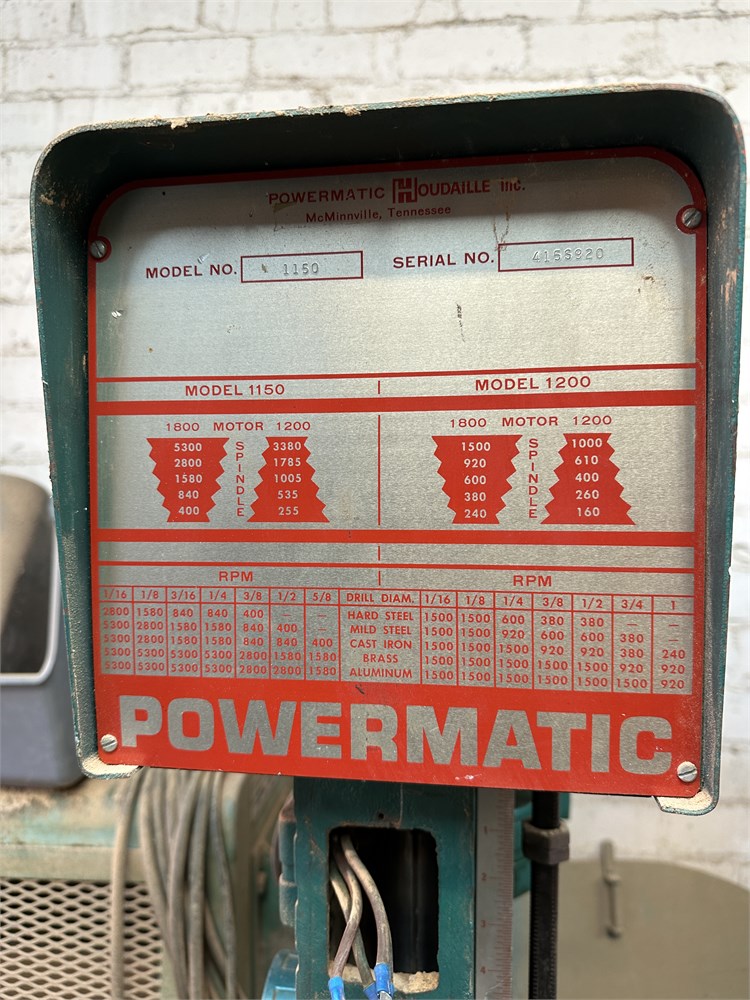 POWERMATIC HOUDAILLE Inc.
McMinnville, Tennessee
MODEL NO. 1150 SERIAL NO.
MODEL 1150 MODEL 1200
1800 MOTOR 1200 1800 MOTOR 1200
SPINDLE SPINDLE
5300 3380 1500 1000
2800 1785 920 610
1580 1005 600 400
840 535 380 260
400 255 240 160
RPM RPM
1/16 1/8 3/16 1/4 3/8 1/2 5/8 DRILL DIAM. 1/16 1/8 1/4 3/8 1/2 3/4 1
2800 1580 840 840 400 — — HARD STEEL 1500 1500 600 380 380 — —
5300 2800 1580 1580 840 400 — MILD STEEL 1500 1500 920 600 600 380 —
5300 2800 1580 1580 840 840 400 CAST IRON 1500 1500 1500 920 920 380 240
5300 5300 5300 5300 2800 1580 1580 BRASS 1500 1500 1500 1500 1500 920 920
5300 5300 5300 5300 2800 2800 1580 ALUMINUM 1500 1500 1500 1500 1500 1500 920
POWERMATIC